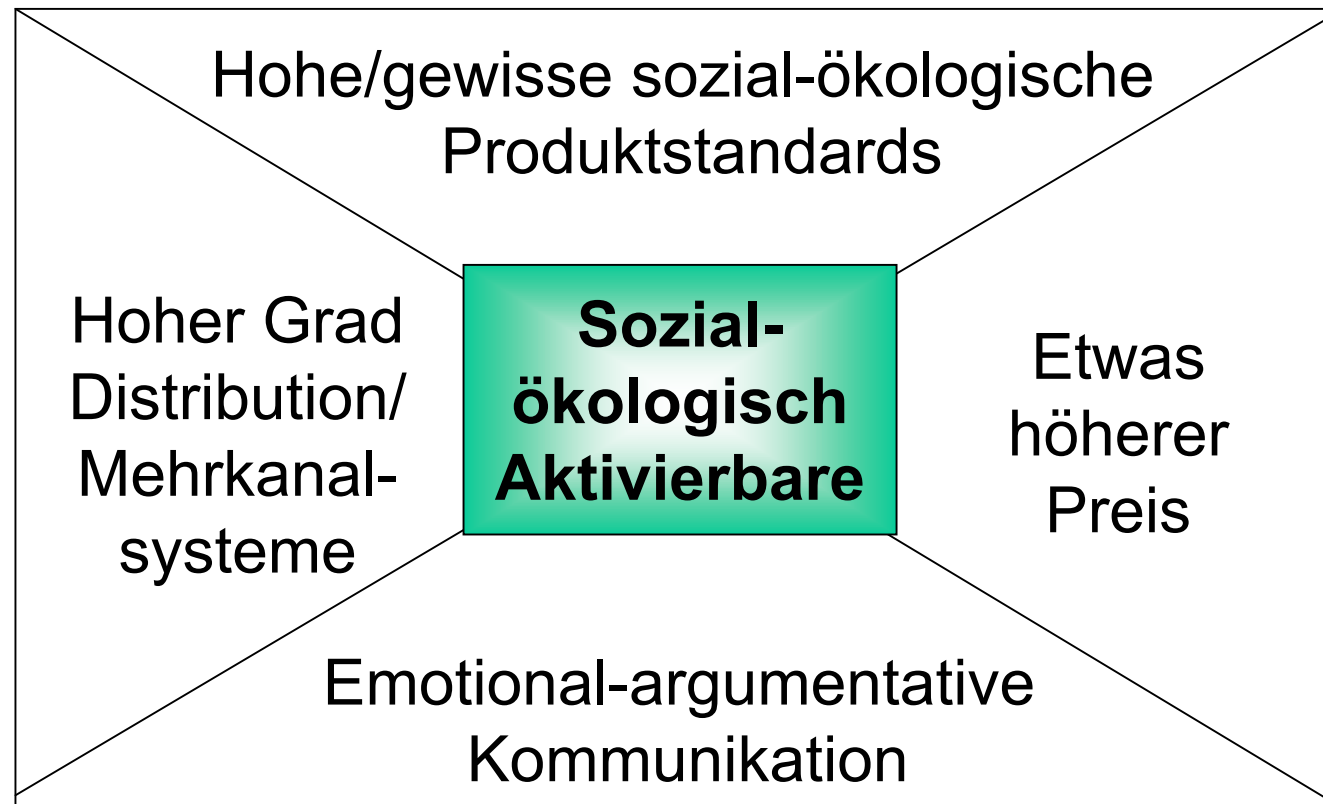 Hohe/gewisse sozial-ökologische
Produktstandards
Hoher Grad
Distribution/
Mehrkanal-
systeme
Sozial-
ökologisch
Aktivierbare
Etwas
höherer
Preis
Emotional-argumentative
Kommunikation